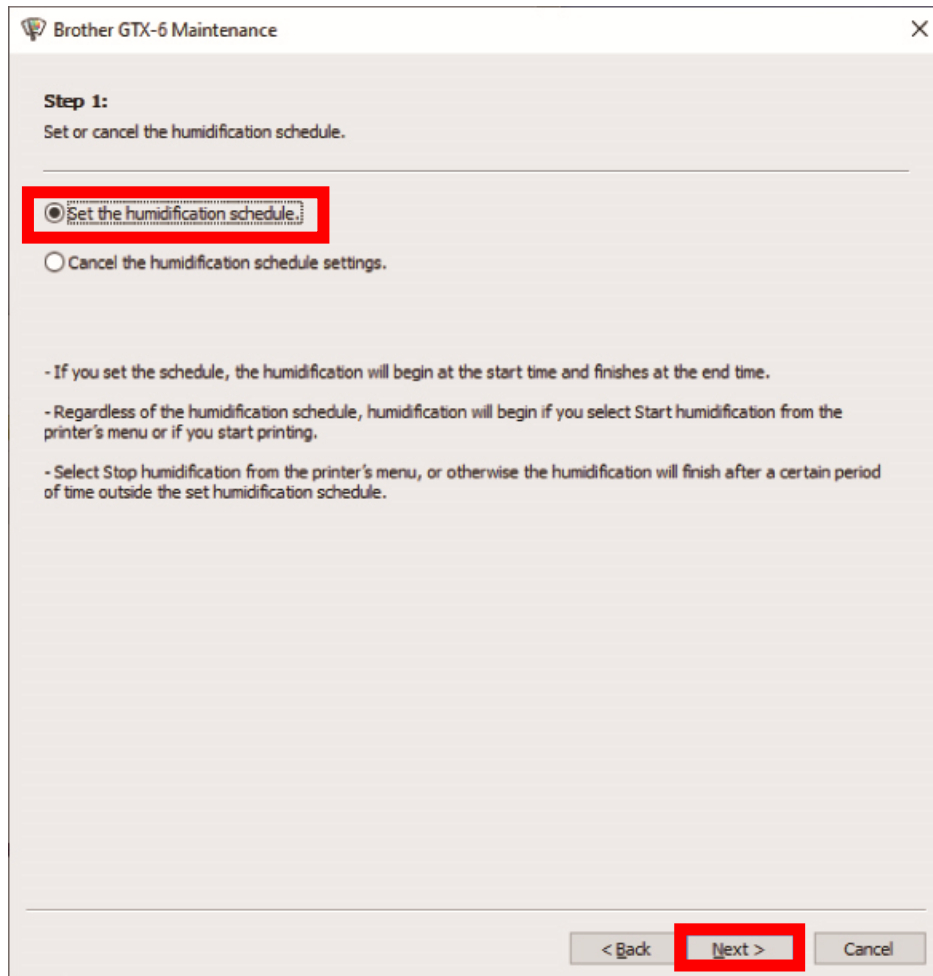 Brother GTX-6 Maintenance
Step 1:
Set or cancel the humidification schedule.
Set the humidification schedule.
Cancel the humidification schedule settings.
- If you set the schedule, the humidification will begin at the start time and finishes at the end time.
- Regardless of the humidification schedule, humidification will begin if you select Start humidification from the
printer's menu or if you start printing.
- Select Stop humidification from the printer's menu, or otherwise the humidification will finish after a certain period
of time outside the set humidification schedule.
< Back Next > Cancel